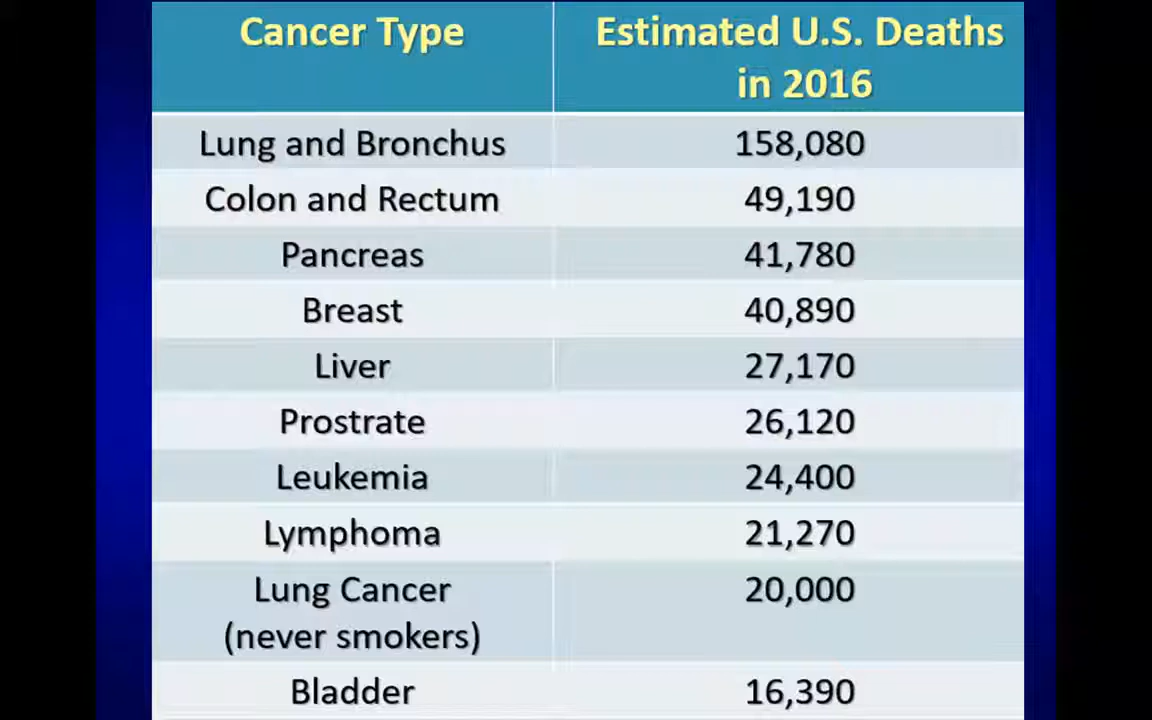 Cancer Type
Estimated U.S. Deaths
in 2016
Lung and Bronchus 158,080
Colon and Rectum 49,190
Pancreas 41,780
Breast 40,890
Liver 27,170
Prostrate 26,120
Leukemia 24,400
Lymphoma 21,270
Lung Cancer 20,000
(never smokers)
Bladder 16,390